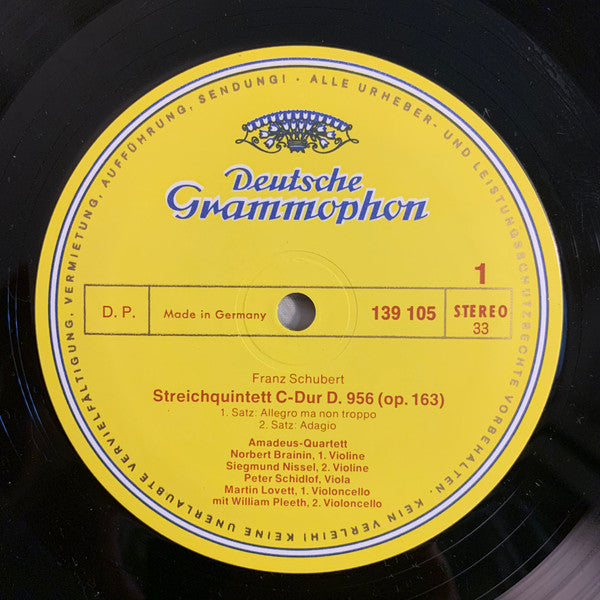 ALLE URHEBER- UND LEISTUNGSSCHUTZRECHTE VORBEHALTEN. KEIN VERLEIH! KEINE UNERLAUBTE VERVIELFÄLTIGUNG, VERMIETUNG, AUFFÜHRUNG, SENDUNG! ·
Deutsche
Grammophon
1
D. P.
Made in Germany
139 105
STEREO
33
Franz Schubert
Streichquintett C-Dur D. 956 (op. 163)
1. Satz: Allegro ma non troppo
2. Satz: Adagio
Amadeus-Quartett
Norbert Brainin, 1. Violine
Siegmund Nissel, 2. Violine
Peter Schidlof, Viola
Martin Lovett, 1. Violoncello
mit William Pleeth, 2. Violoncello